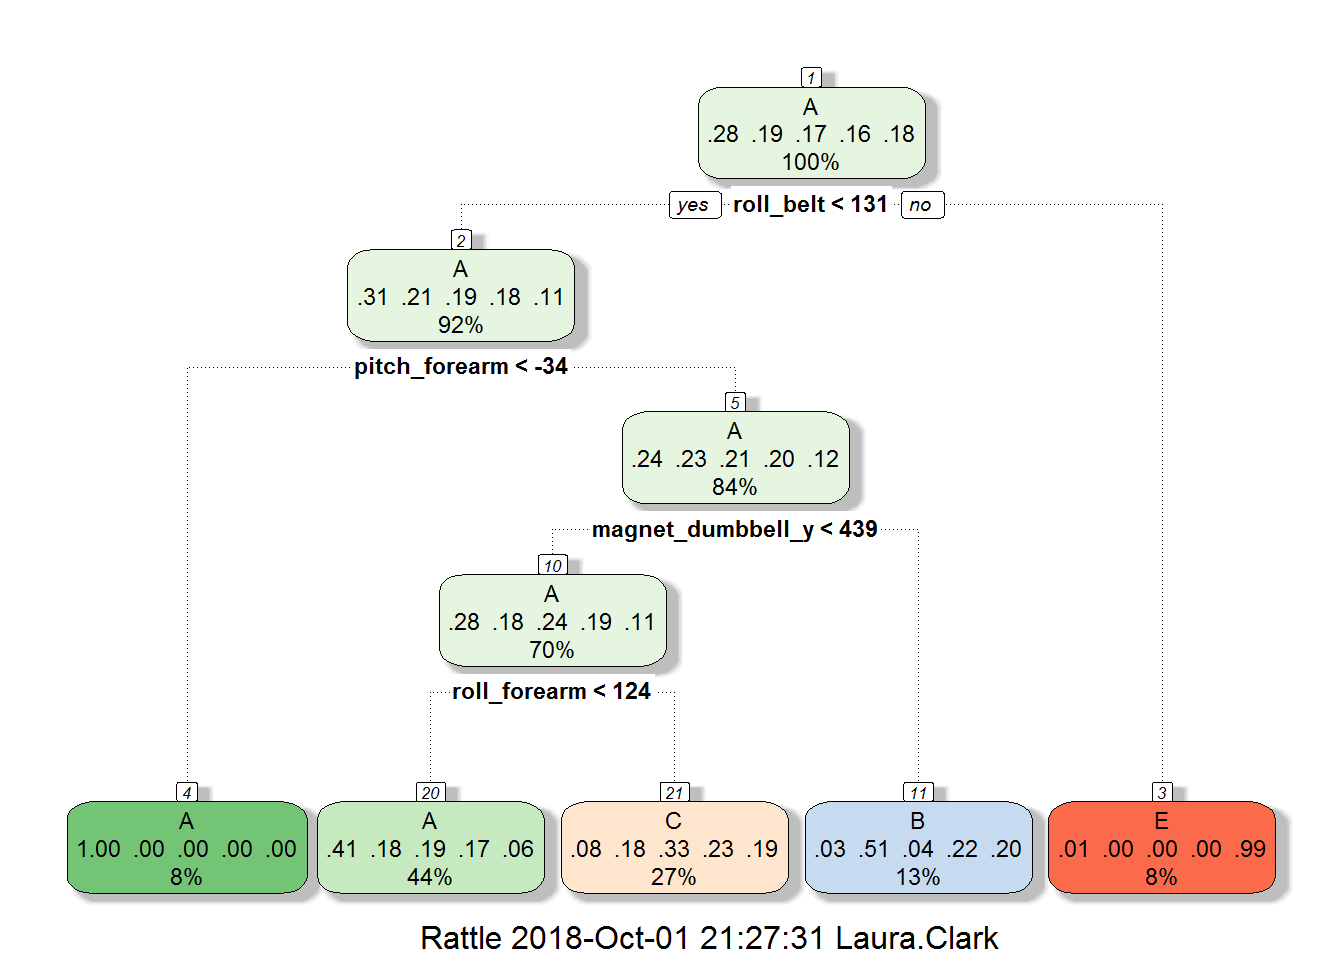 1
A
.28 .19 .17 .16 .18
100%
yes roll_belt < 131 no
2
A
.31 .21 .19 .18 .11
92%
pitch_forearm < -34
5
A
.24 .23 .21 .20 .12
84%
magnet_dumbbell_y < 439
10
A
.28 .18 .24 .19 .11
70%
roll_forearm < 124
4
A
1.00 .00 .00 .00 .00
8%
20
A
.41 .18 .19 .17 .06
44%
21
C
.08 .18 .33 .23 .19
27%
11
B
.03 .51 .04 .22 .20
13%
3
E
.01 .00 .00 .00 .99
8%
Rattle 2018-Oct-01 21:27:31 Laura.Clark